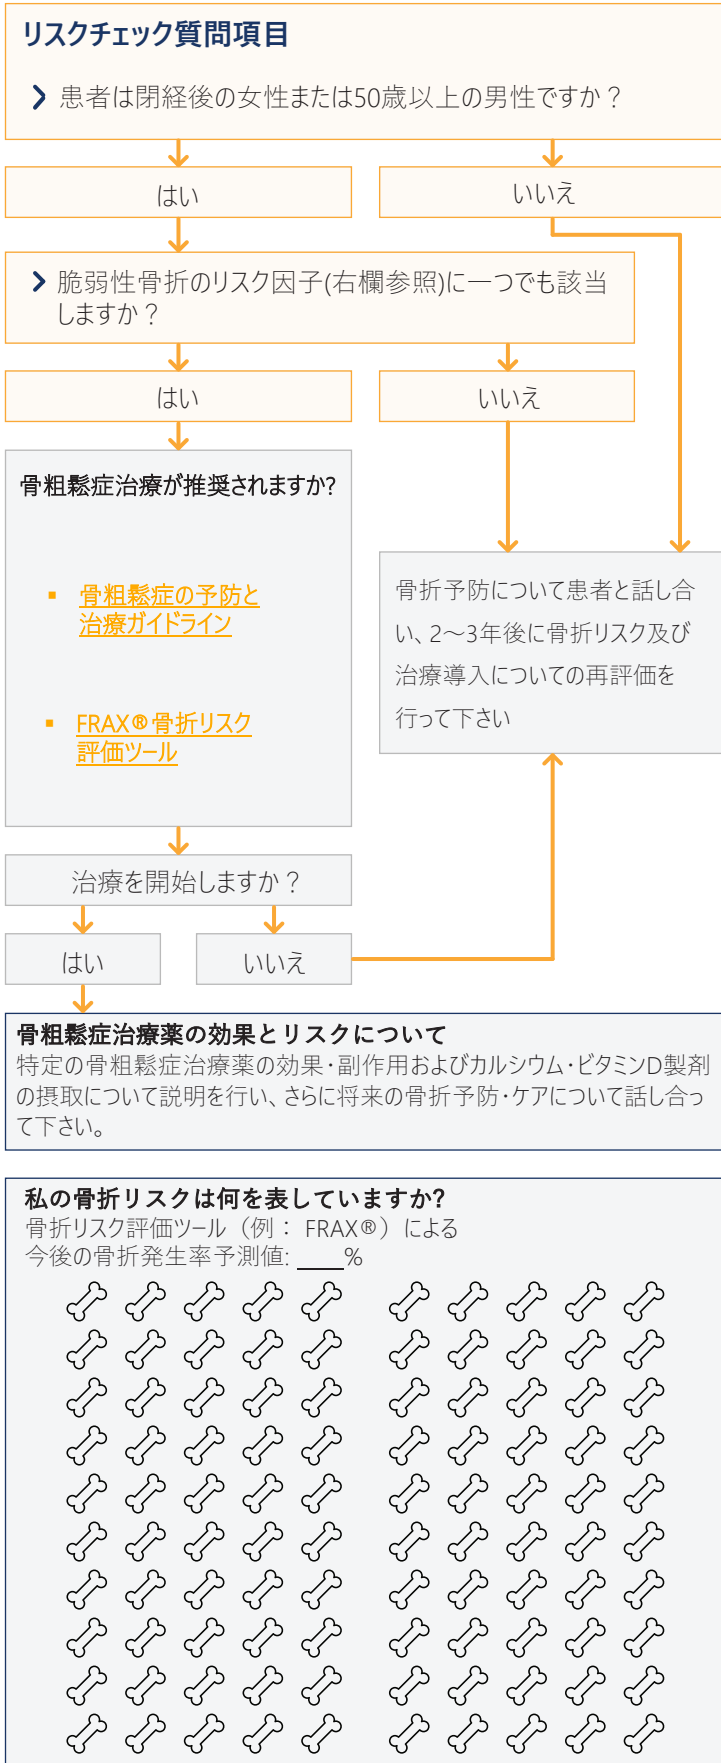 リスクチェック質問項目
患者は閉経後の女性または50歳以上の男性ですか？
はい
いいえ
脆弱性骨折のリスク因子(右欄参照)に一つでも該当
しますか？
はい
いいえ
骨粗鬆症治療が推奨されますか?
▪ 骨粗鬆症の予防と
治療ガイドライン
▪ FRAX®骨折リスク
評価ツール
骨折予防について患者と話し合
い、2～3年後に骨折リスク及び
治療導入についての再評価を
行って下さい
治療を開始しますか？
はい
いいえ
骨粗鬆症治療薬の効果とリスクについて
特定の骨粗鬆症治療薬の効果・副作用およびカルシウム・ビタミンD製剤
の摂取について説明を行い、さらに将来の骨折予防・ケアについて話し合っ
て下さい。
私の骨折リスクは何を表していますか?
骨折リスク評価ツール（例： FRAX®）による
今後の骨折発生率予測値: ____%